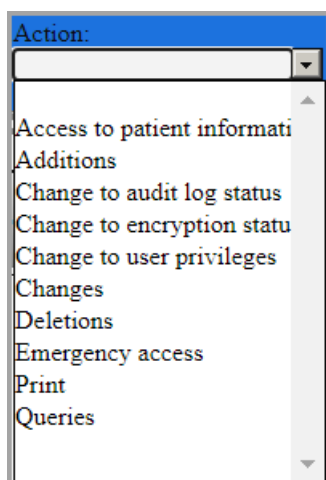 Action:
Access to patient informati
Additions
Change to audit log status
Change to encryption statu
Change to user privileges
Changes
Deletions
Emergency access
Print
Queries